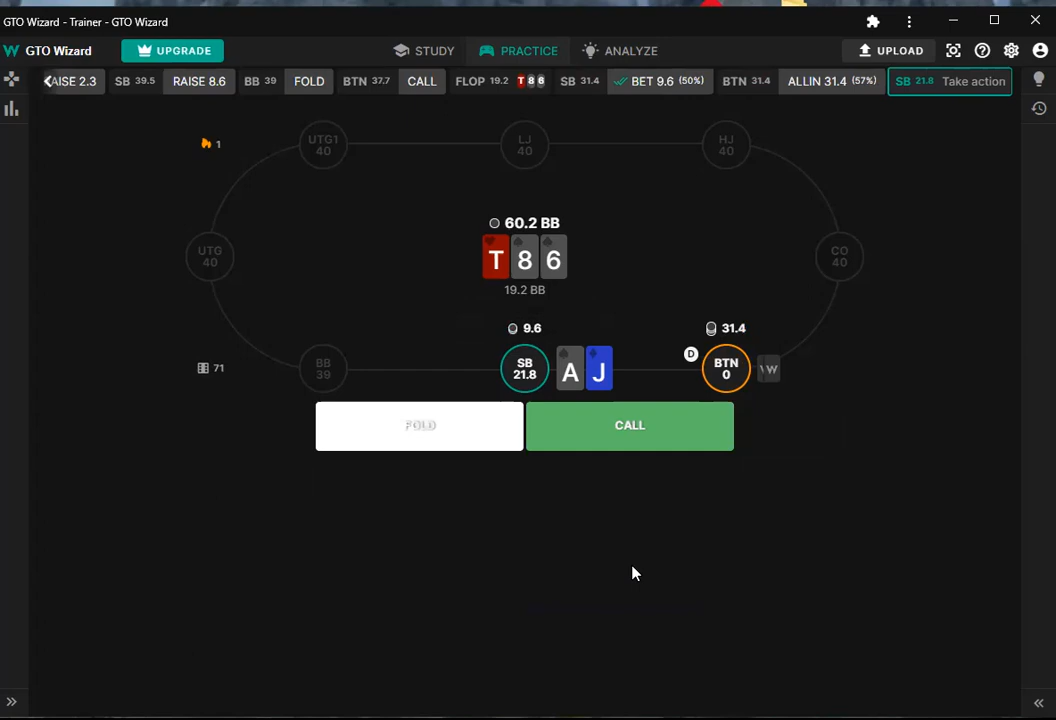 GTO Wizard - Trainer - GTO Wizard
W GTO Wizard UPGRADE STUDY PRACTICE ANALYZE UPLOAD
AISE 2.3 SB 39.5 RAISE 8.6 BB 39 FOLD BTN 37.7 CALL FLOP 19.2 T 8 6 SB 31.4 BET 9.6 (50%) BTN 31.4 ALLIN 31.4 (57%) SB 21.8 Take action
1
UTG1
40
LJ
40
HJ
40
60.2 BB
T 8 6
19.2 BB
UTG
40
CO
40
9.6
31.4
71
BB
39
SB
21.8
A J
D
BTN
0
W
FOLD
CALL